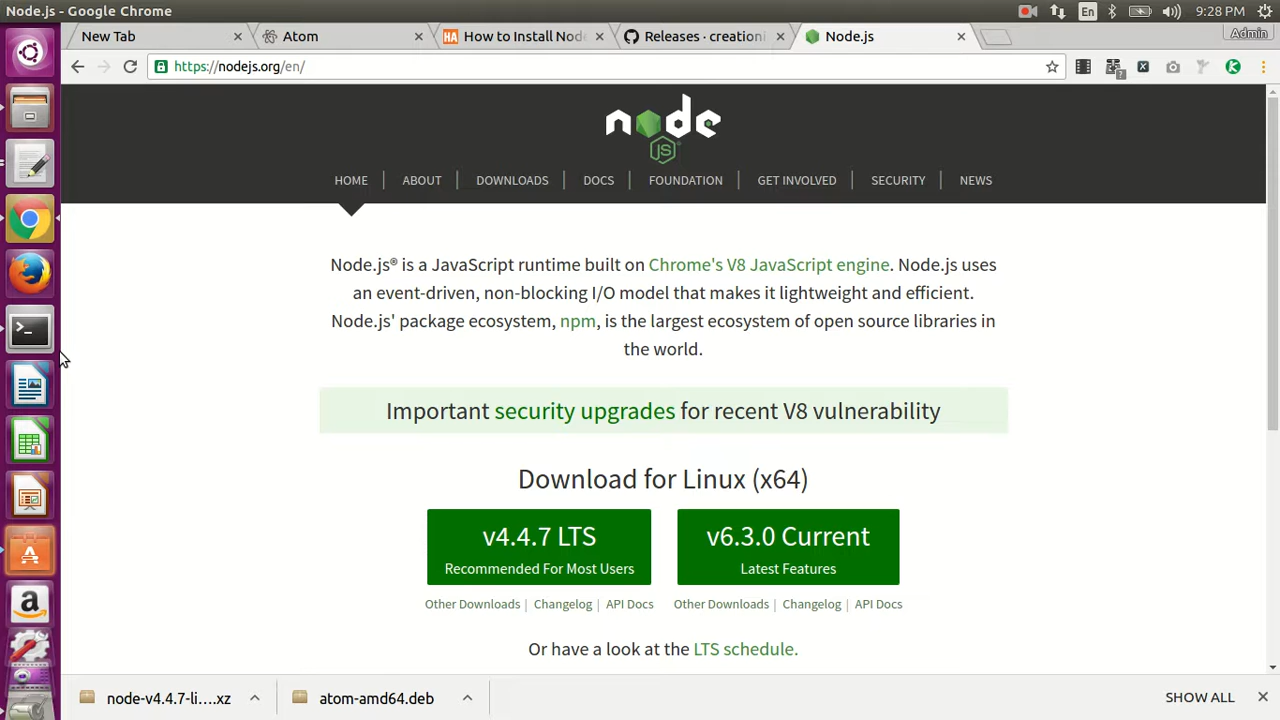 Node.js - Google Chrome
En
9:28 PM
New Tab
Atom
How to Install Nod
Releases · creationi
Node.js
Admin
https://nodejs.org/en/
node
JS
HOME
ABOUT
DOWNLOADS
DOCS
FOUNDATION
GET INVOLVED
SECURITY
NEWS
Node.js® is a JavaScript runtime built on Chrome's V8 JavaScript engine. Node.js uses
an event-driven, non-blocking I/O model that makes it lightweight and efficient.
Node.js' package ecosystem, npm, is the largest ecosystem of open source libraries in
the world.
Important security upgrades for recent V8 vulnerability
Download for Linux (x64)
v4.4.7 LTS
Recommended For Most Users
v6.3.0 Current
Latest Features
Other Downloads | Changelog | API Docs
Other Downloads | Changelog | API Docs
Or have a look at the LTS schedule.
node-v4.4.7-li....xz
atom-amd64.deb
SHOW ALL